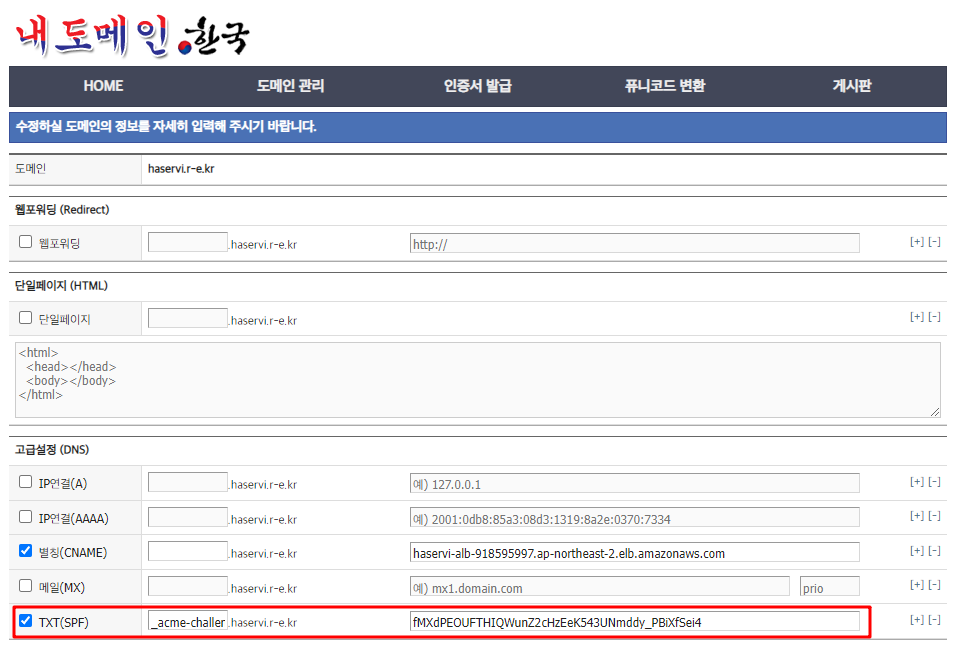 내도메인.한국
HOME 도메인 관리 인증서 발급 퓨니코드 변환 게시판
수정하실 도메인의 정보를 자세히 입력해 주시기 바랍니다.
도메인 haservi.r-e.kr
웹포워딩 (Redirect)
웹포워딩 .haservi.r-e.kr http:// [+] [-]
단일페이지 (HTML)
단일페이지 .haservi.r-e.kr [+] [-]
<html>
<head></head>
<body></body>
</html>
고급설정 (DNS)
IP연결(A) .haservi.r-e.kr 예) 127.0.0.1 [+] [-]
IP연결(AAAA) .haservi.r-e.kr 예) 2001:0db8:85a3:08d3:1319:8a2e:0370:7334 [+] [-]
별칭(CNAME) .haservi.r-e.kr haservi-alb-918595997.ap-northeast-2.elb.amazonaws.com [+] [-]
메일(MX) .haservi.r-e.kr 예) mx1.domain.com prio [+] [-]
TXT(SPF) _acme-challer .haservi.r-e.kr fMXdPEOUFTHIQWunZ2cHzEeK543UNmddy_PBiXfSei4 [+] [-]